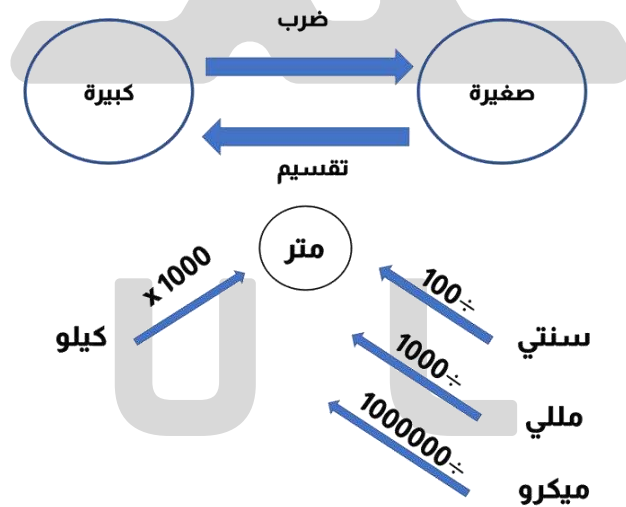 ضرب
كبيرة
صغيرة
تقسيم
متر
x 1000
كيلو
÷100
سنتي
÷1000
مللي
÷1000000
ميكرو